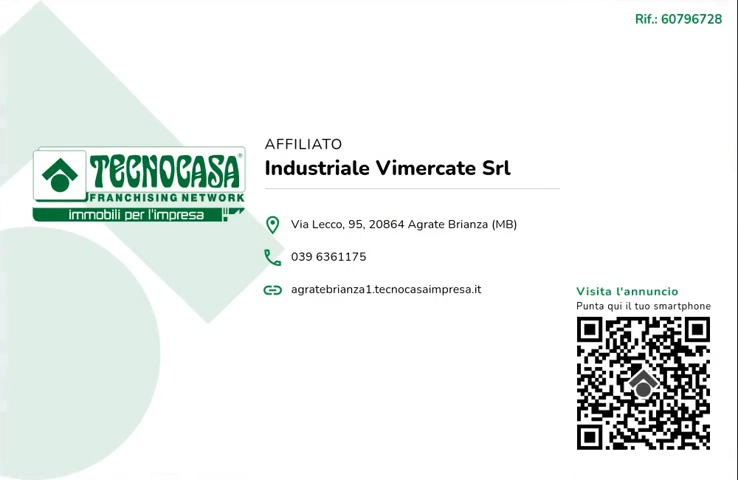 Rif.: 60796728
AFFILIATO
Industriale Vimercate Srl
TECNOCASA®
FRANCHISING NETWORK
immobili per l'impresa
Via Lecco, 95, 20864 Agrate Brianza (MB)
039 6361175
agratebrianza1.tecnocasaimpresa.it
Visita l'annuncio
Punta qui il tuo smartphone